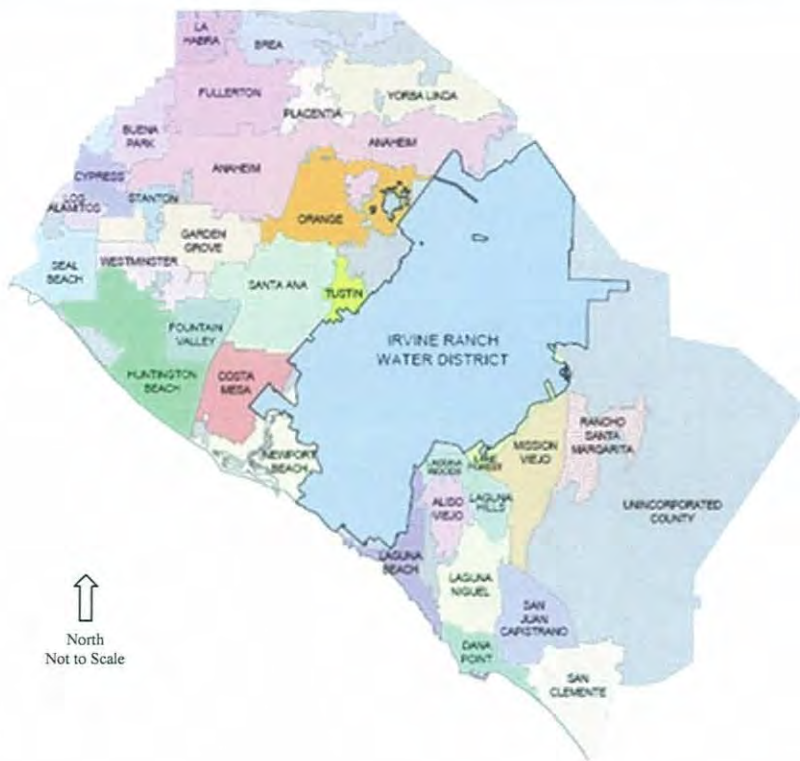 LA
HABRA
BREA
FULLERTON
PLACENTIA
YORBA LINDA
BUENA
PARK
ANAHEIM
ANAHEIM
CYPRESS
LOS
ALAMITOS
STANTON
ORANGE
GARDEN
GROVE
WESTMINSTER
SEAL
BEACH
SANTA ANA
TUSTIN
FOUNTAIN
VALLEY
IRVINE RANCH
WATER DISTRICT
HUNTINGTON
BEACH
COSTA
MESA
NEWPORT
BEACH
MISSION
VIEJO
RANCHO
SANTA
MARGARITA
LAGUNA
WOODS
LAKE
FOREST
ALISO
VIEJO
LAGUNA
HILLS
UNINCORPORATED
COUNTY
LAGUNA
BEACH
LAGUNA
NIGUEL
SAN
JUAN
CAPISTRANO
DANA
POINT
SAN
CLEMENTE
North
Not to Scale